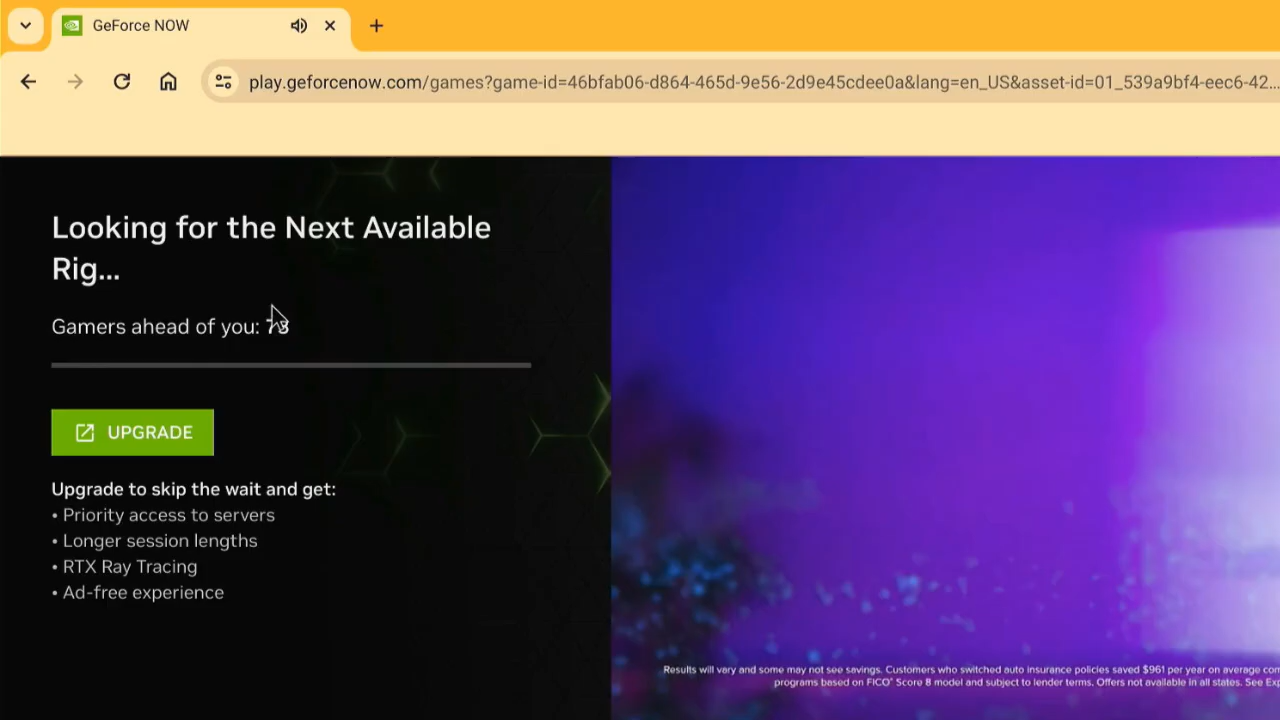 GeForce NOW
play.geforcenow.com/games?game-id=46bfab06-d864-465d-9e56-2d9e45cdee0a&lang=en_US&asset-id=01_539a9bf4-eec6-42...
Looking for the Next Available
Rig...
Gamers ahead of you:
UPGRADE
Upgrade to skip the wait and get:
• Priority access to servers
• Longer session lengths
• RTX Ray Tracing
• Ad-free experience
Results will vary and some may not see savings. Customers who switched auto insurance policies saved $961 per year on average
programs based on FICO® Score 8 model and subject to lender terms. Offers not available in all states. See